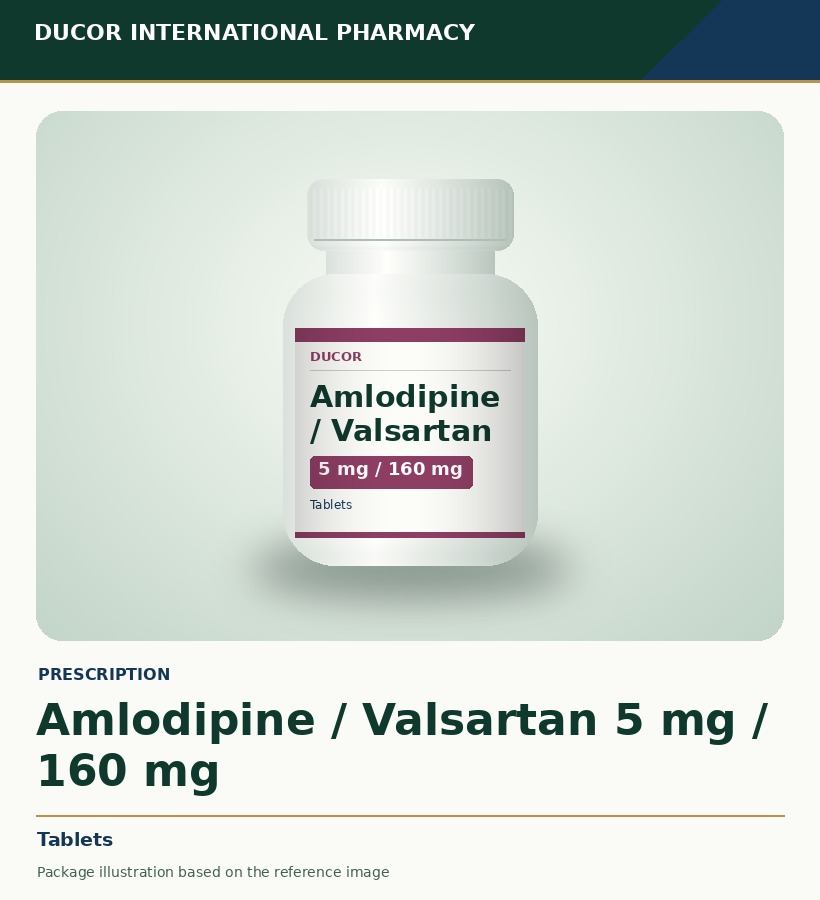 DUCOR INTERNATIONAL PHARMACY
DUCOR
Amlodipine
/ Valsartan
5 mg / 160 mg
Tablets
PRESCRIPTION
Amlodipine / Valsartan 5 mg /
160 mg
Tablets
Package illustration based on the reference image